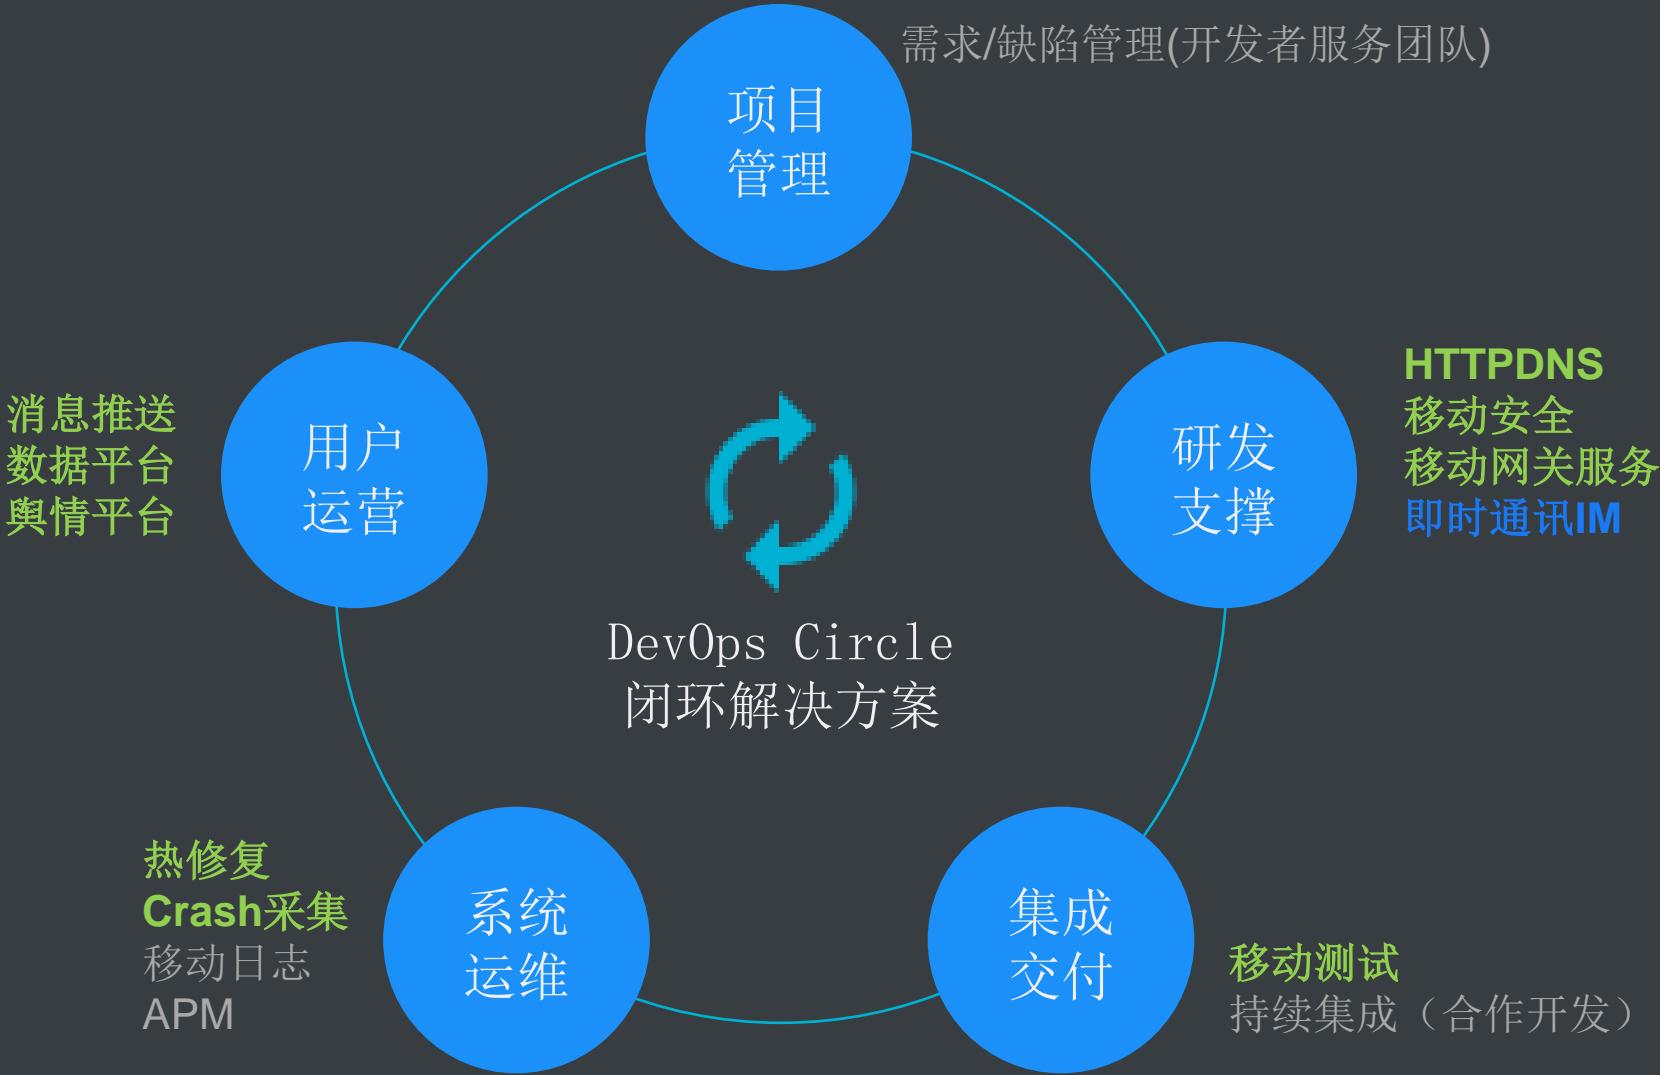 项目
管理
需求/缺陷管理(开发者服务团队)
用户
运营
消息推送
数据平台
舆情平台
研发
支撑
HTTPDNS
移动安全
移动网关服务
即时通讯IM
DevOps Circle
闭环解决方案
系统
运维
热修复
Crash采集
移动日志
APM
集成
交付
移动测试
持续集成（合作开发）